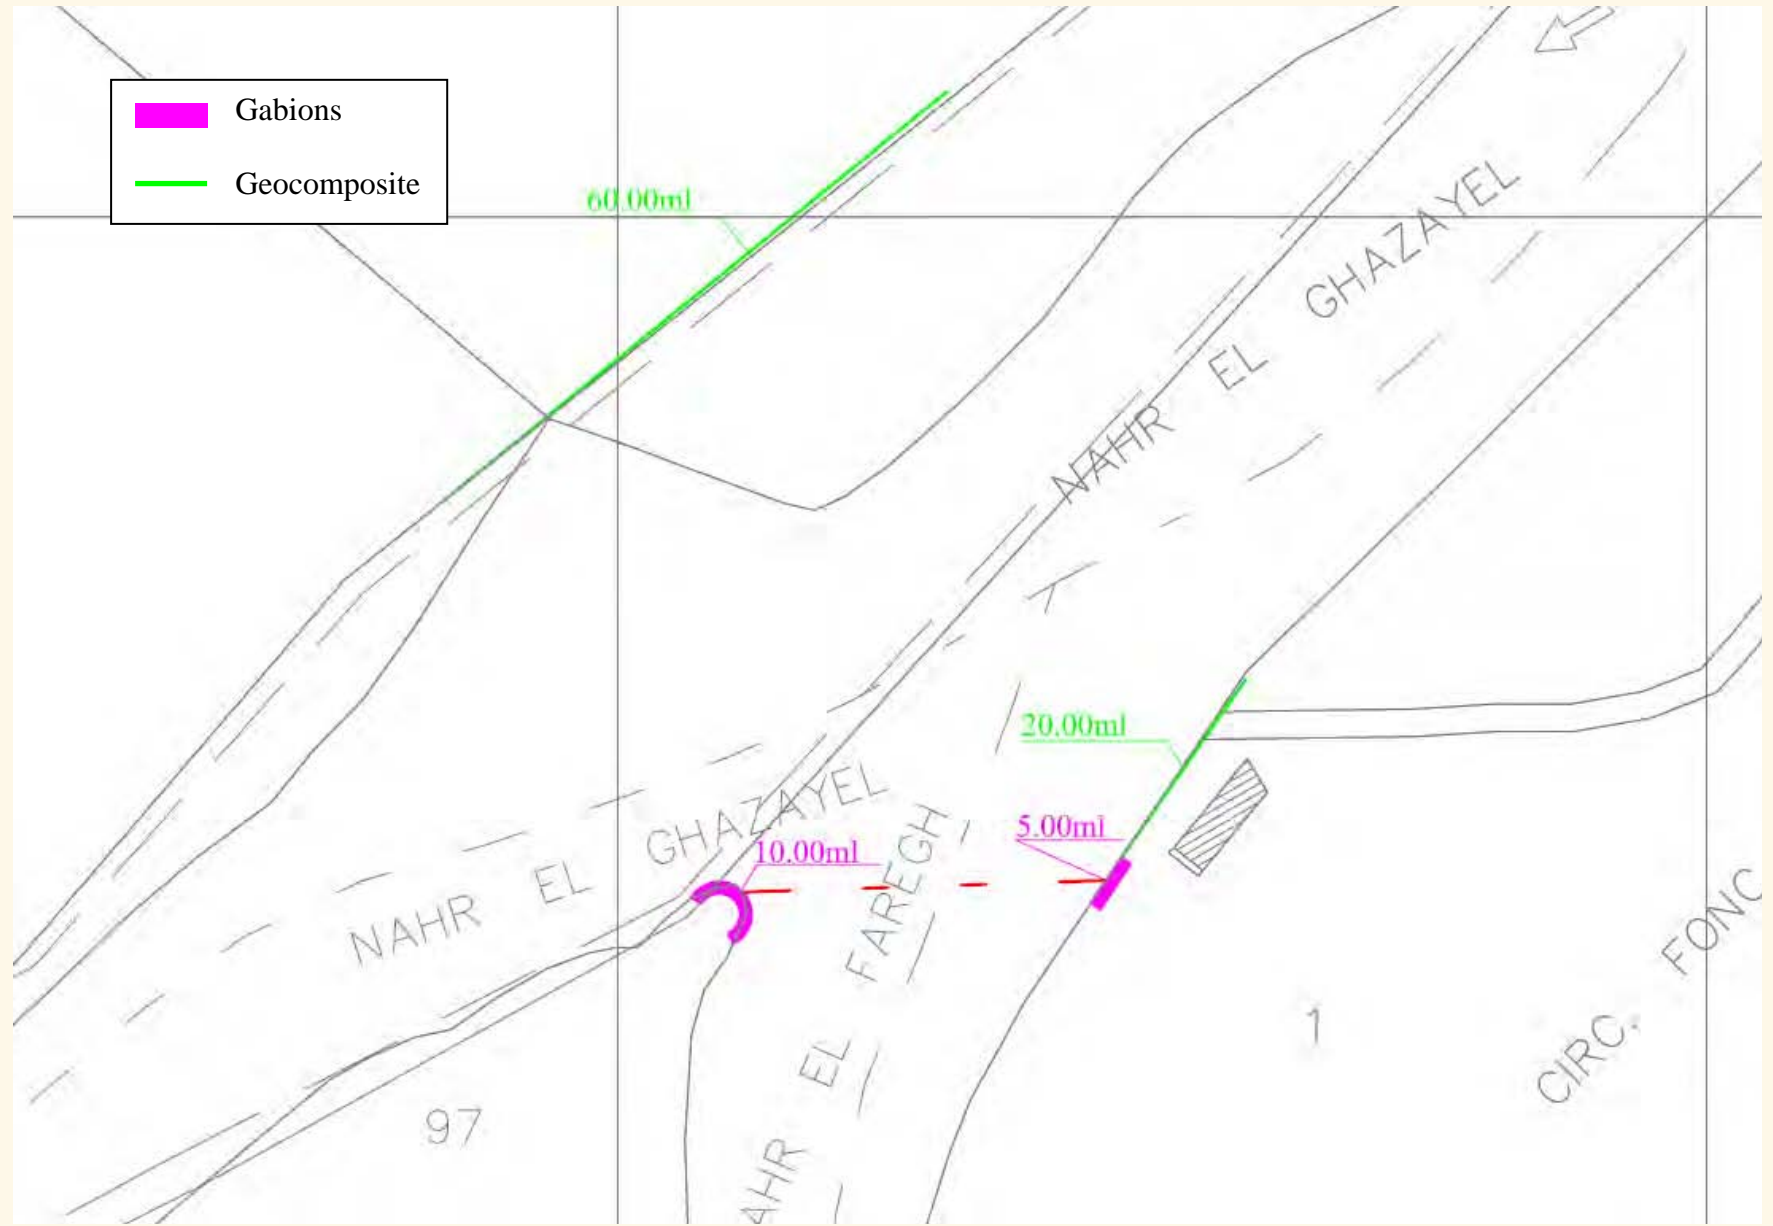 Gabions
Geocomposite
60.00ml
NAHR EL GHAZAYEL
20.00ml
5.00ml
10.00ml
NAHR EL GHAZAYEL
AHR EL FAREGH
1
CIRC. FONC
97